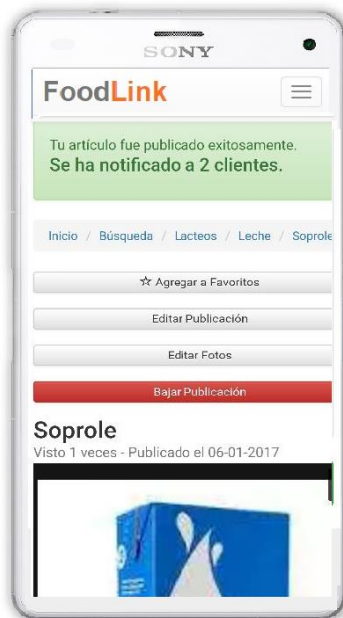 SONY
FoodLink
Tu artículo fue publicado exitosamente.
Se ha notificado a 2 clientes.
Inicio / Búsqueda / Lacteos / Leche / Soprole
☆ Agregar a Favoritos
Editar Publicación
Editar Fotos
Bajar Publicación
Soprole
Visto 1 veces - Publicado el 06-01-2017